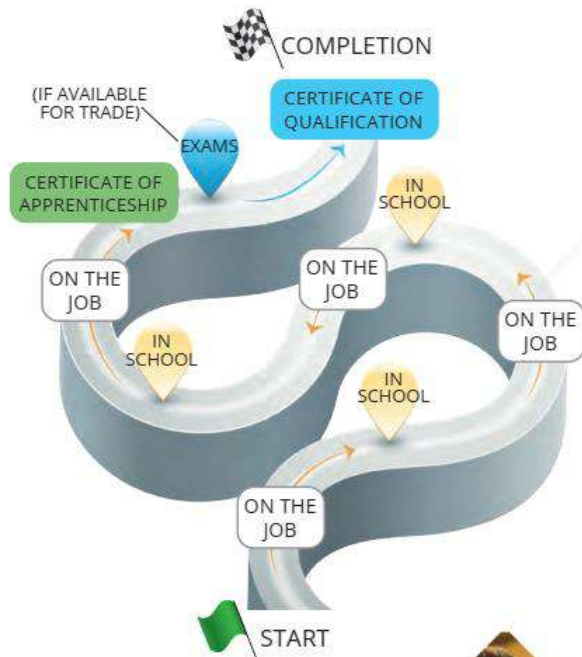 COMPLETION
(IF AVAILABLE
FOR TRADE)
CERTIFICATE OF
QUALIFICATION
EXAMS
CERTIFICATE OF
APPRENTICESHIP
IN
SCHOOL
ON THE
JOB
ON THE
JOB
ON THE
JOB
IN
SCHOOL
IN
SCHOOL
ON THE
JOB
START